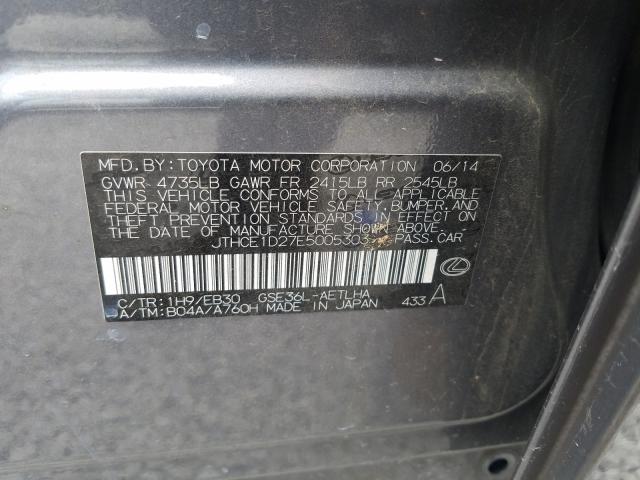 MFD. BY: TOYOTA MOTOR CORPORATION 06/14
GVWR 4735LB GAWR FR 2415LB RR 2545LB
THIS VEHICLE CONFORMS TO ALL APPLICABLE
FEDERAL MOTOR VEHICLE SAFETY, BUMPER, AND
THEFT PREVENTION STANDARDS IN EFFECT ON
THE DATE OF MANUFACTURE SHOWN ABOVE.
JTHCE1D27E5005303 PASS. CAR
C/TR: 1H9/EB30 GSE36L-AETLHA
A/TM: B04A/A760H MADE IN JAPAN 433 A